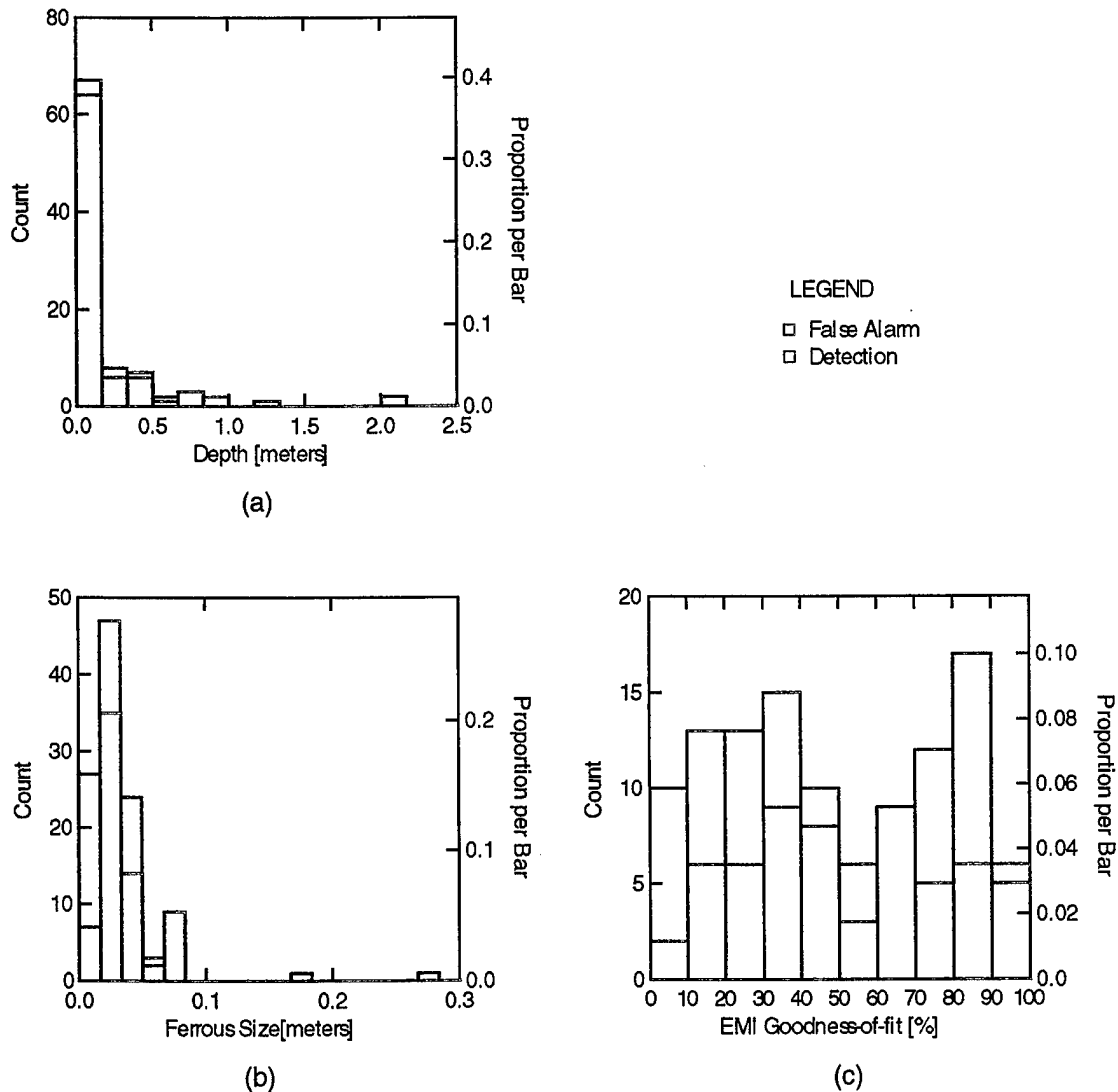 80
60
40
20
0
Count
0.4
0.3
0.2
0.1
0.0
Proportion per Bar
0.0 0.5 1.0 1.5 2.0 2.5
Depth [meters]
(a)
LEGEND
False Alarm
Detection
50
40
30
20
10
0
Count
0.2
0.1
0.0
Proportion per Bar
0.0 0.1 0.2 0.3
Ferrous Size[meters]
(b)
20
15
10
5
0
Count
0.10
0.08
0.06
0.04
0.02
0.0
Proportion per Bar
0 10 20 30 40 50 60 70 80 90 100
EMI Goodness-of-fit [%]
(c)